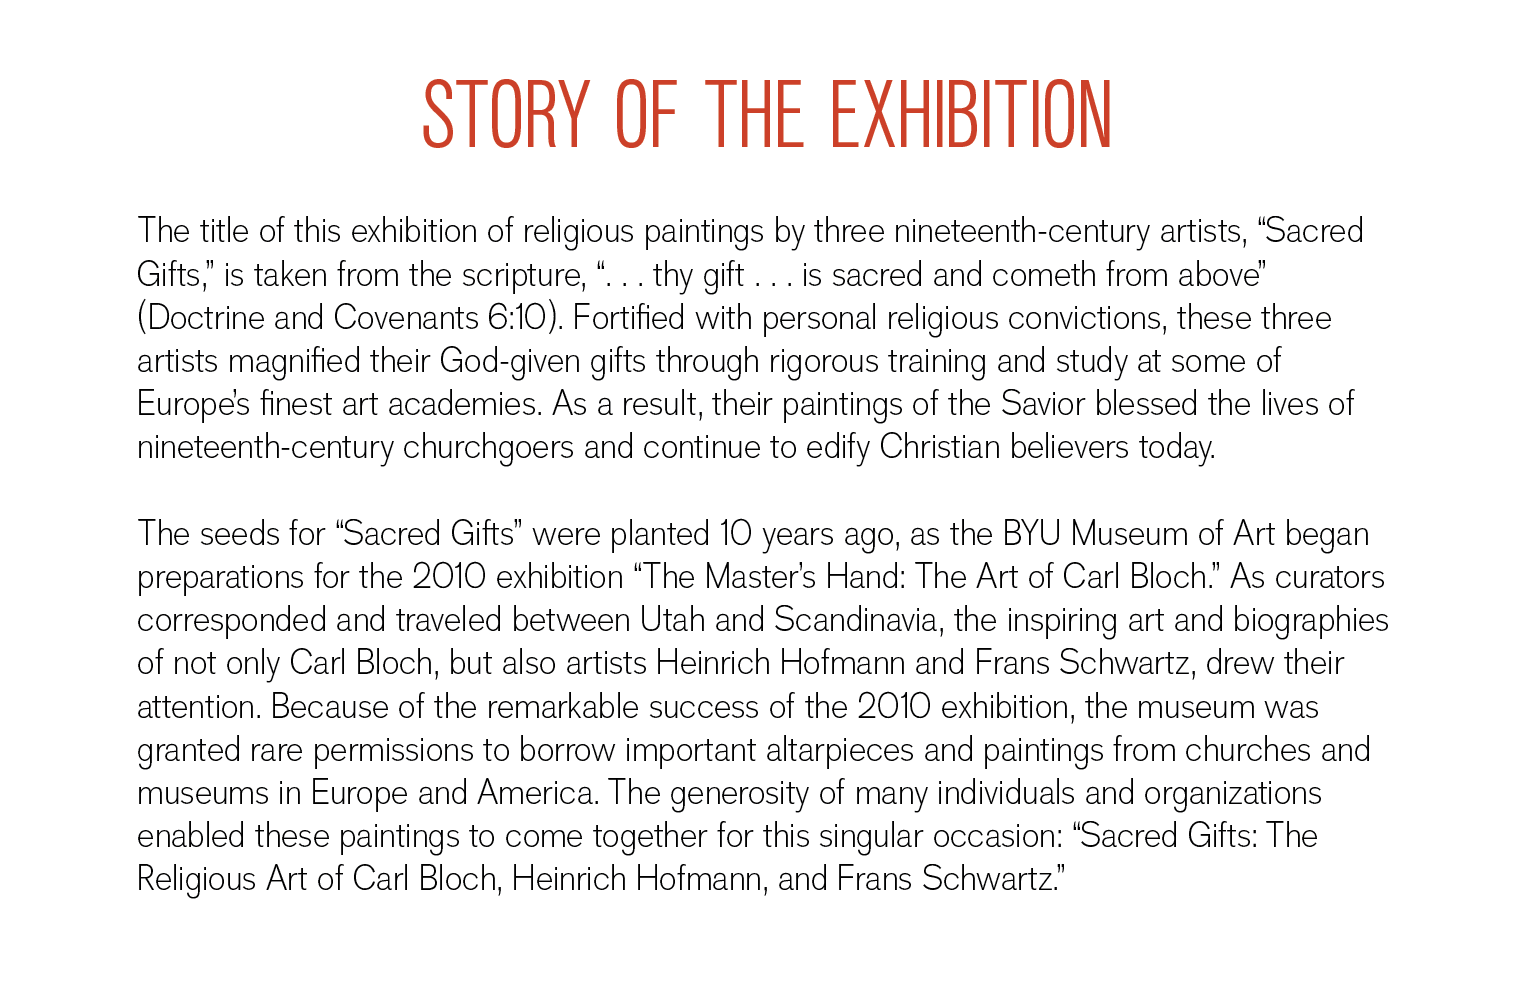 STORY OF THE EXHIBITION
The title of this exhibition of religious paintings by three nineteenth-century artists, “Sacred
Gifts,” is taken from the scripture, “. . . thy gift . . . is sacred and cometh from above”
(Doctrine and Covenants 6:10). Fortified with personal religious convictions, these three
artists magnified their God-given gifts through rigorous training and study at some of
Europe’s finest art academies. As a result, their paintings of the Savior blessed the lives of
nineteenth-century churchgoers and continue to edify Christian believers today.
The seeds for “Sacred Gifts” were planted 10 years ago, as the BYU Museum of Art began
preparations for the 2010 exhibition “The Master’s Hand: The Art of Carl Bloch.” As curators
corresponded and traveled between Utah and Scandinavia, the inspiring art and biographies
of not only Carl Bloch, but also artists Heinrich Hofmann and Frans Schwartz, drew their
attention. Because of the remarkable success of the 2010 exhibition, the museum was
granted rare permissions to borrow important altarpieces and paintings from churches and
museums in Europe and America. The generosity of many individuals and organizations
enabled these paintings to come together for this singular occasion: “Sacred Gifts: The
Religious Art of Carl Bloch, Heinrich Hofmann, and Frans Schwartz.”